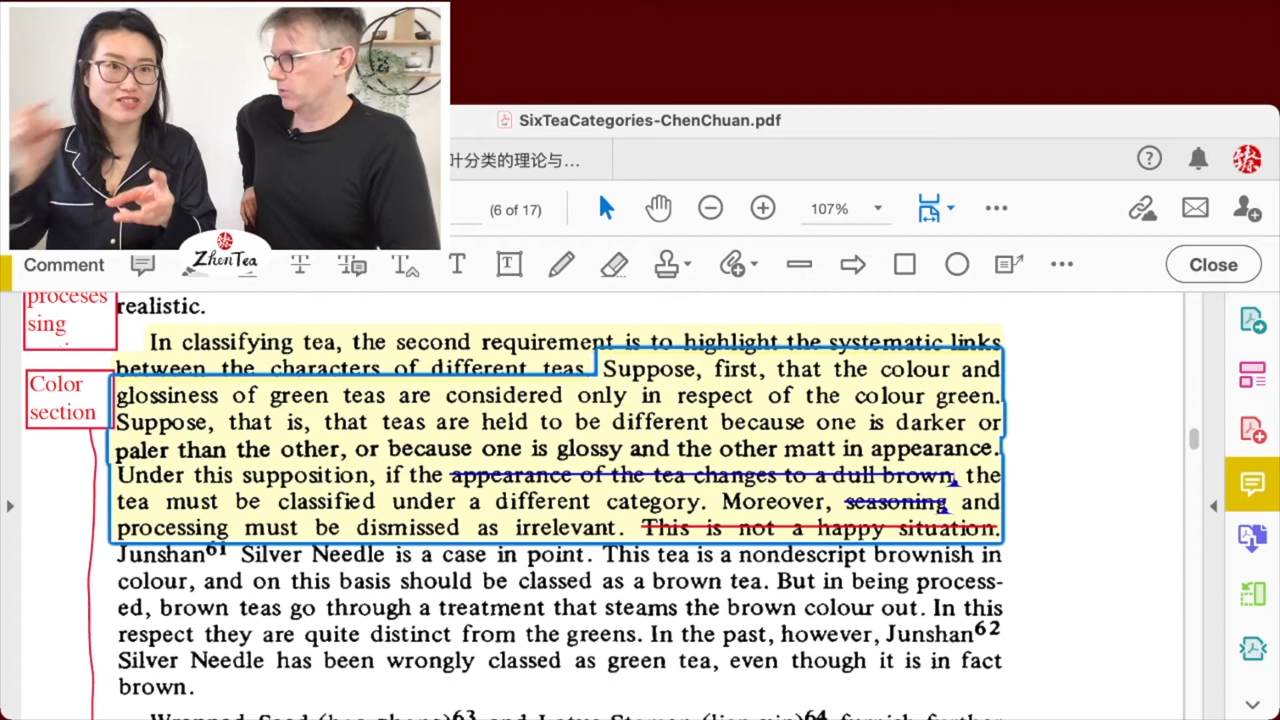 SixTeaCategories-ChenChuan.pdf
叶分类的理论与...
(6 of 17)
107%
ZhenTea
Comment
Close
proceses
sing
Color
section
realistic.
In classifying tea, the second requirement is to highlight the systematic links
between the characters of different teas. Suppose, first, that the colour and
glossiness of green teas are considered only in respect of the colour green.
Suppose, that is, that teas are held to be different because one is darker or
paler than the other, or because one is glossy and the other matt in appearance.
Under this supposition, if the appearance of the tea changes to a dull brown, the
tea must be classified under a different category. Moreover, seasoning and
processing must be dismissed as irrelevant. This is not a happy situation.
Junshan61 Silver Needle is a case in point. This tea is a nondescript brownish in
colour, and on this basis should be classed as a brown tea. But in being process-
ed, brown teas go through a treatment that steams the brown colour out. In this
respect they are quite distinct from the greens. In the past, however, Junshan62
Silver Needle has been wrongly classed as green tea, even though it is in fact
brown.